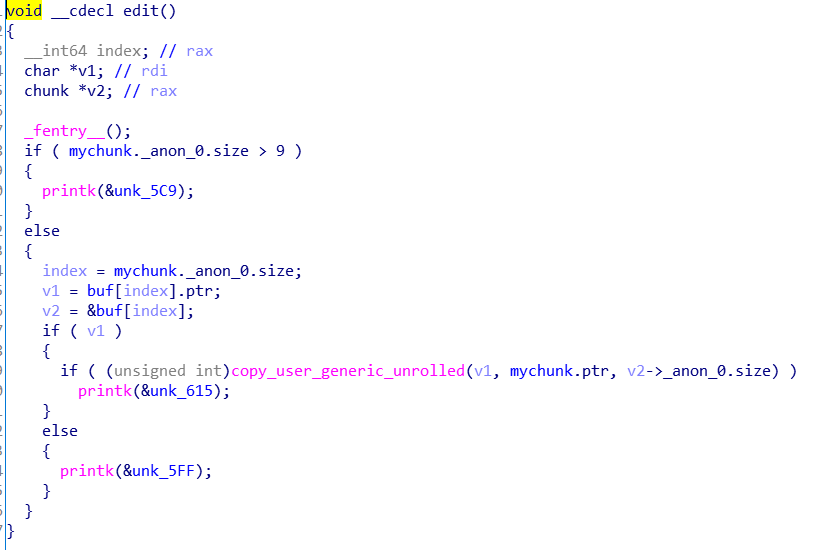 void __cdecl edit()
{
__int64 index; // rax
char *v1; // rdi
chunk *v2; // rax
_fentry__();
if ( mychunk._anon_0.size > 9 )
{
printk(&unk_5C9);
}
else
{
index = mychunk._anon_0.size;
v1 = buf[index].ptr;
v2 = &buf[index];
if ( v1 )
{
if ( (unsigned int)copy_user_generic_unrolled(v1, mychunk.ptr, v2->_anon_0.size) )
printk(&unk_615);
}
else
{
printk(&unk_5FF);
}
}
}